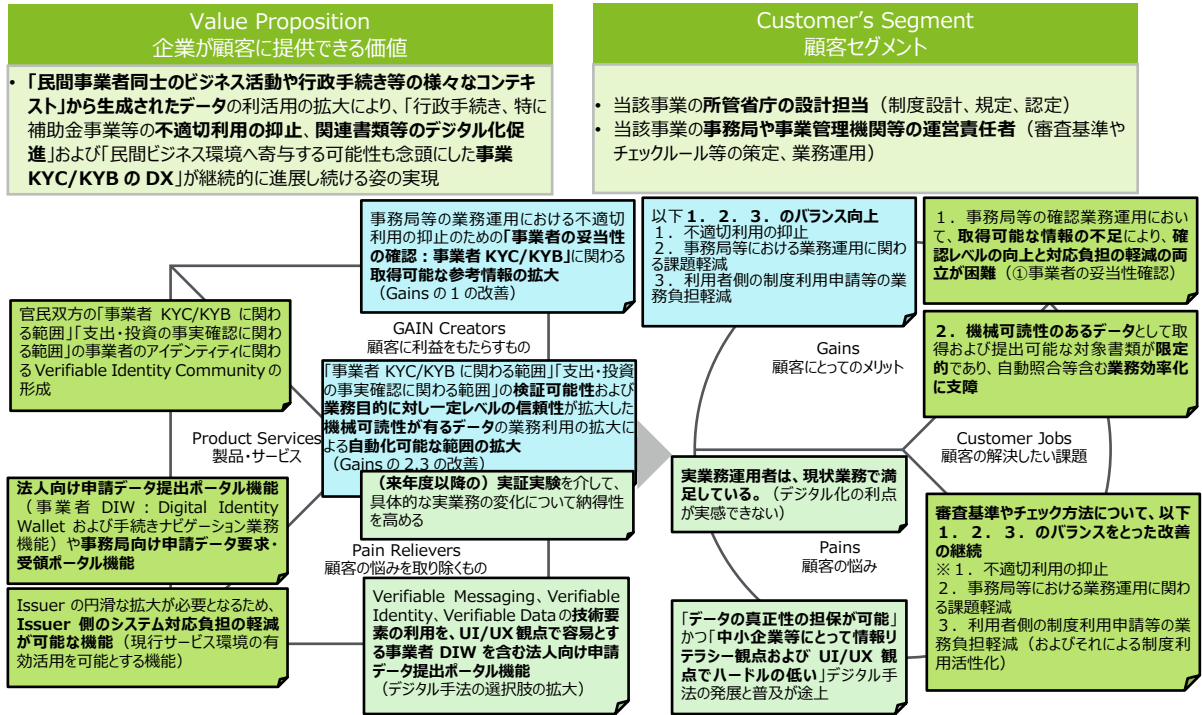 Value Proposition
企業が顧客に提供できる価値
• 「民間事業者同士のビジネス活動や行政手続き等の様々なコンテキ
スト」から生成されたデータの利活用の拡大により、「行政手続き、特に
補助金事業等の不適切利用の抑止、関連書類等のデジタル化促
進」および「民間ビジネス環境へ寄与する可能性も念頭にした事業
KYC/KYB の DX」が継続的に進展し続ける姿の実現
Customer's Segment
顧客セグメント
• 当該事業の所管省庁の設計担当（制度設計、規定、認定）
• 当該事業の事務局や事業管理機関等の運営責任者（審査基準や
チェックルール等の策定、業務運用）
事務局等の業務運用における不適切
利用の抑止のための「事業者の妥当性
の確認：事業者 KYC/KYB」に関わる
取得可能な参考情報の拡大
（Gains の 1 の改善）
官民双方の「事業者 KYC/KYB に関わ
る範囲」「支出・投資の事実確認に関わ
る範囲」の事業者のアイデンティティに関わ
る Verifiable Identity Community の
形成
GAIN Creators
顧客に利益をもたらすもの
「事業者 KYC/KYB に関わる範囲」「支出・投資
の事実確認に関わる範囲」の検証可能性および
業務目的に対し一定レベルの信頼性が拡大した
機械可読性が有るデータの業務利用の拡大に
よる自動化可能な範囲の拡大
（Gains の 2,3 の改善）
Product Services
製品・サービス
（来年度以降の）実証実験を介して、
具体的な実業務の変化について納得性
を高める
法人向け申請データ提出ポータル機能
（事業者 DIW：Digital Identity
Wallet および手続きナビゲーション業務
機能）や事務局向け申請データ要求・
受領ポータル機能
Pain Relievers
顧客の悩みを取り除くもの
Issuer の円滑な拡大が必要となるため、
Issuer 側のシステム対応負担の軽減
が可能な機能（現行サービス環境の有
効活用を可能とする機能）
Verifiable Messaging、Verifiable
Identity、Verifiable Data の技術要
素の利用を、UI/UX 観点で容易とす
る事業者 DIW を含む法人向け申請
データ提出ポータル機能
（デジタル手法の選択肢の拡大）
以下１．２．３．のバランス向上
１．不適切利用の抑止
２．事務局等における業務運用に関わ
る課題軽減
３．利用者側の制度利用申請等の業
務負担軽減
１．事務局等の確認業務運用におい
て、取得可能な情報の不足により、確
認レベルの向上と対応負担の軽減の両
立が困難（①事業者の妥当性確認）
Gains
顧客にとってのメリット
２．機械可読性のあるデータとして取
得および提出可能な対象書類が限定
的であり、自動照合等含む業務効率化
に支障
Customer Jobs
顧客の解決したい課題
実業務運用者は、現状業務で満
足している。（デジタル化の利点
が実感できない）
Pains
顧客の悩み
審査基準やチェック方法について、以下
１．２．３．のバランスをとった改善
の継続
※１．不適切利用の抑止
２．事務局等における業務運用に関わ
る課題軽減
３．利用者側の制度利用申請等の業
務負担軽減（およびそれによる制度利
用活性化）
「データの真正性の担保が可能」
かつ「中小企業等にとって情報リ
テラシー観点および UI/UX 観
点でハードルの低い」デジタル手
法の発展と普及が途上